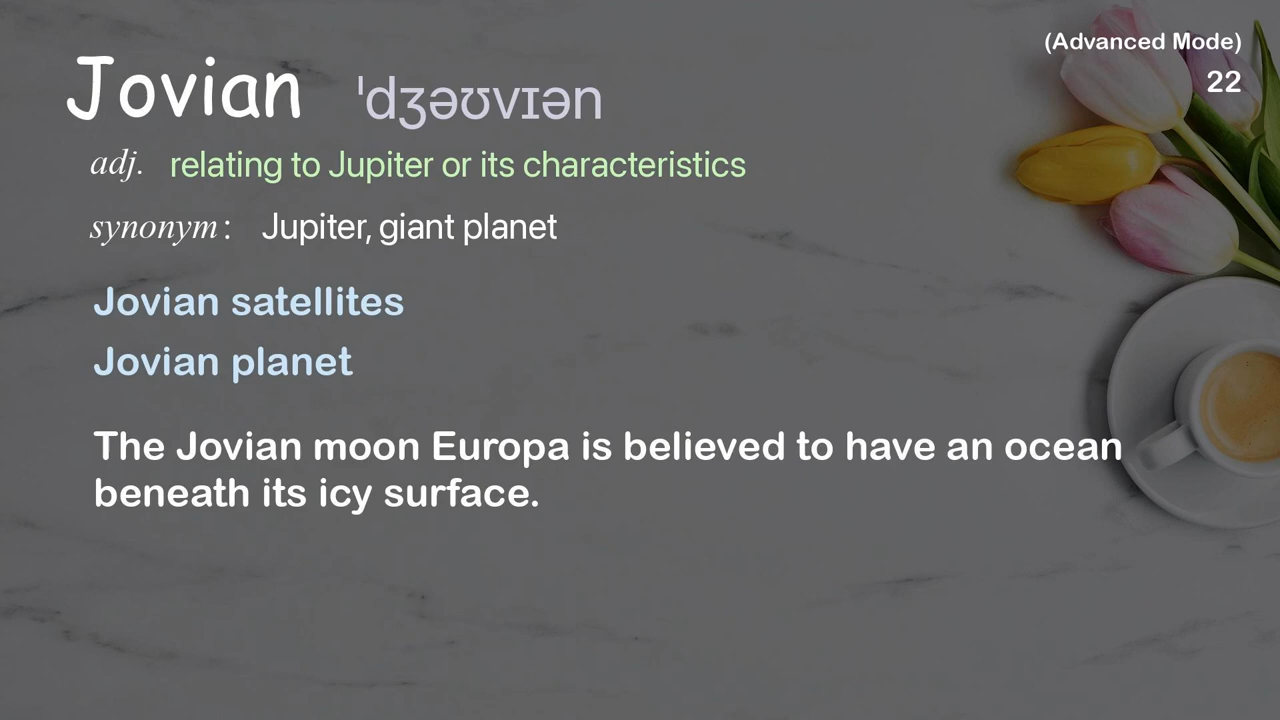 (Advanced Mode)
22
Jovian ˈdʒəʊvɪən
adj. relating to Jupiter or its characteristics
synonym: Jupiter, giant planet
Jovian satellites
Jovian planet
The Jovian moon Europa is believed to have an ocean
beneath its icy surface.